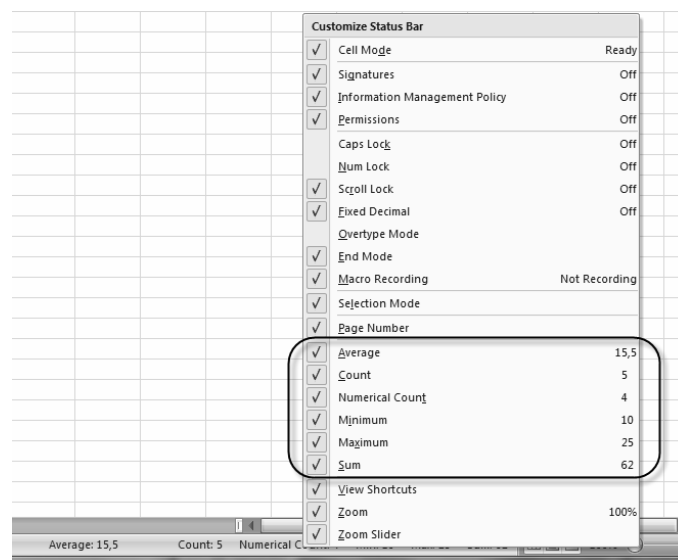 Customize Status Bar
Cell Mode Ready
Signatures Off
Information Management Policy Off
Permissions Off
Caps Lock Off
Num Lock Off
Scroll Lock Off
Fixed Decimal Off
Overtype Mode
End Mode
Macro Recording Not Recording
Selection Mode
Page Number
Average 15,5
Count 5
Numerical Count 4
Minimum 10
Maximum 25
Sum 62
View Shortcuts
Zoom 100%
Zoom Slider
Average: 15,5 Count: 5 Numerical